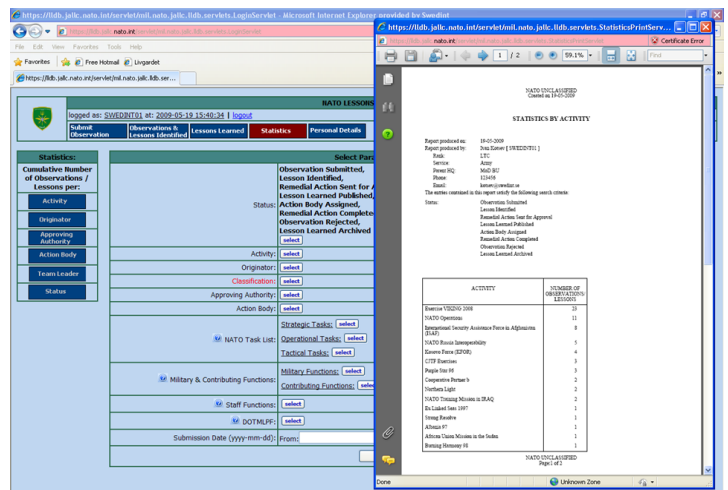 https://lldb.jallc.nato.int/servlet/mil.nato.jallc.lldb.servlets.LoginServlet - Microsoft Internet Explorer provided by Swedint
File Edit View Favorites Tools Help
Favorites Free Hotmail Livgardet
https://lldb.jallc.nato.int/serv
NATO LESSONS
logged as: SWEDINT01 at: 2009-05-19 15:40:34 | logout
Submit Observation
Observations & Lessons Identified
Lessons Learned
Statistics
Personal Details
Statistics:
Cumulative Number
of Observations /
Lessons per:
Activity
Originator
Approving
Authority
Action Body
Team Leader
Status
Select Par
Status:
Observation Submitted,
Lesson Identified,
Remedial Action Sent for A
Lesson Learned Published,
Action Body Assigned,
Remedial Action Complete
Observation Rejected,
Lesson Learned Archived
select
Activity: select
Originator: select
Classification: select
Approving Authority: select
Action Body: select
NATO Task List:
Strategic Tasks: select
Operational Tasks: select
Tactical Tasks: select
Military & Contributing Functions:
Military Functions: select
Contributing Functions: selec
Staff Functions: select
DOTMLPF: select
Submission Date (yyyy-mm-dd): From:
https://lldb.jallc.nato.int/servlet/mil.nato.jallc.lldb.servlets.StatisticsPrintServ...
nato.int
Certificate Error
1 / 2
59.1%
Find
NATO UNCLASSIFIED
Created on 19-05-2009
STATISTICS BY ACTIVITY
Report produced on: 19-05-2009
Report produced by: Ivan Kotsev [ SWEDINT01 ]
Rank: LTC
Service: Army
Parent HQ: MoD BU
Phone: 123456
Email: kotsev@swedint.se
The entries contained in this report satisfy the following search criteria:
Status: Observation Submitted
Lesson Identified
Remedial Action Sent for Approval
Lesson Learned Published
Action Body Assigned
Remedial Action Completed
Observation Rejected
Lesson Learned Archived
ACTIVITY NUMBER OF OBSERVATIONS/ LESSONS
Exercise VIKING 2008 23
NATO Operations 11
International Security Assistance Force in Afghanistan (ISAF) 8
NATO Russia Interoperability 5
Kosovo Force (KFOR) 4
CJTF Exercises 3
Purple Star 96 3
Cooperative Partner b 2
Northern Light 2
NATO Training Mission in IRAQ 2
Ex Linked Seas 1997 1
Strong Resolve 1
Albania 97 1
African Union Mission in the Sudan 1
Burning Harmony 98 1
NATO UNCLASSIFIED
Page 1 of 2
Done
Unknown Zone